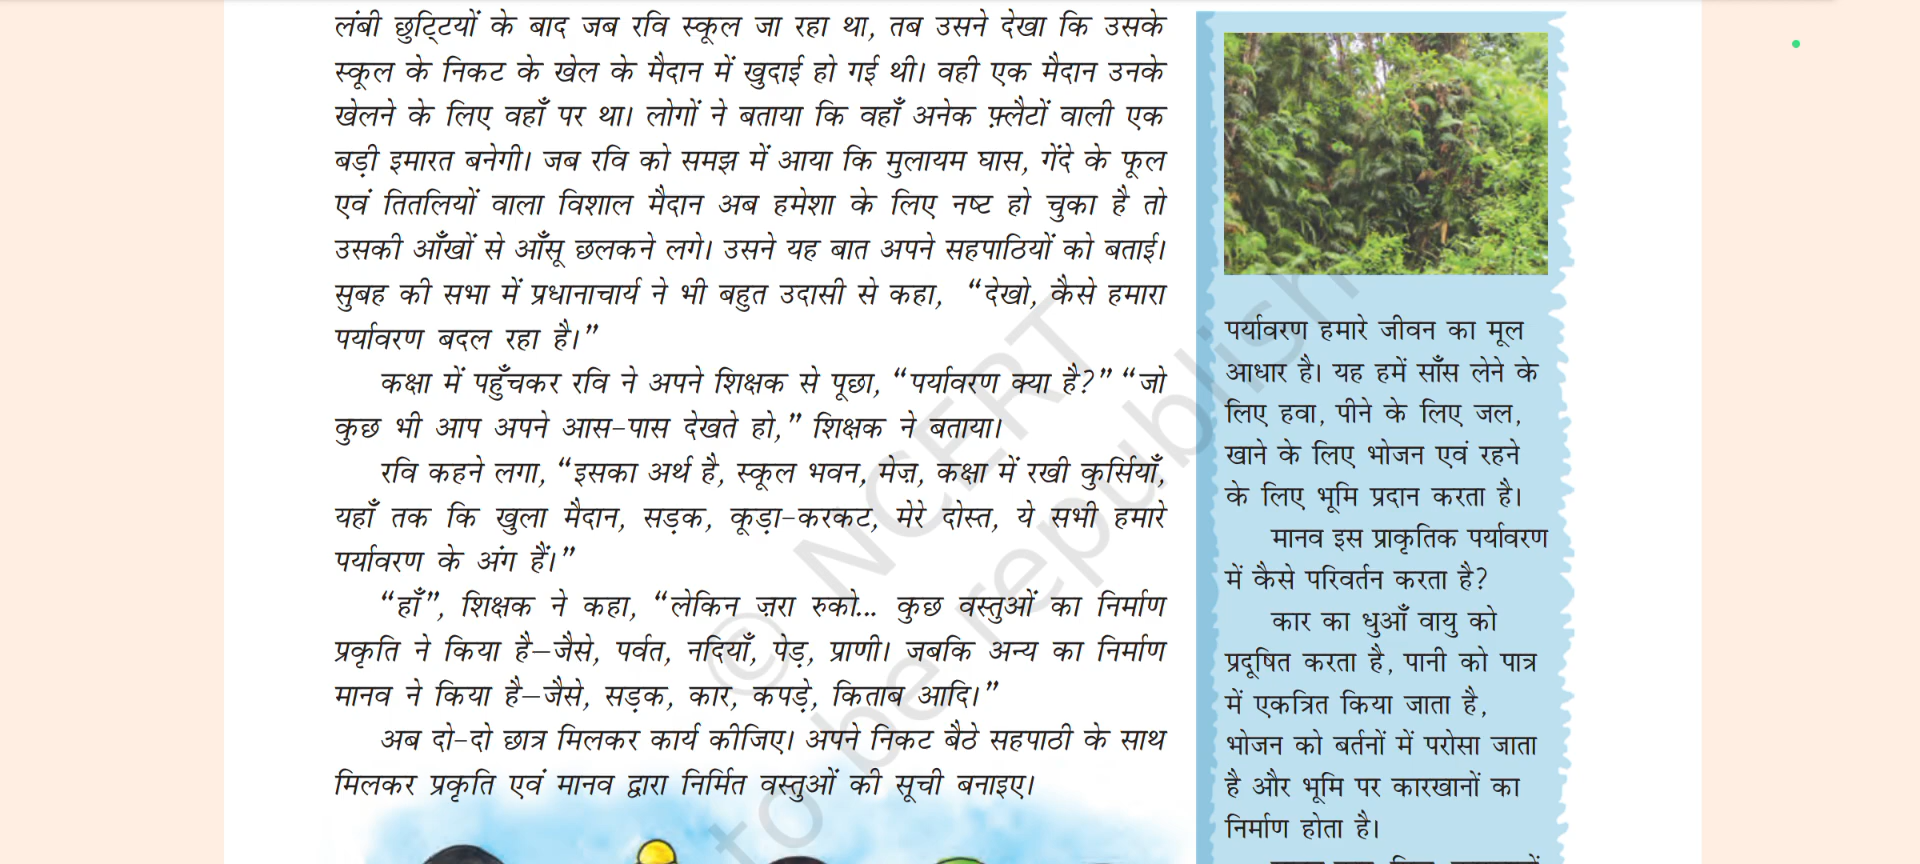 लंबी छुट्टियों के बाद जब रवि स्कूल जा रहा था, तब उसने देखा कि उसके
स्कूल के निकट के खेल के मैदान में खुदाई हो गई थी। वही एक मैदान उनके
खेलने के लिए वहाँ पर था। लोगों ने बताया कि वहाँ अनेक फ़्लैटों वाली एक
बड़ी इमारत बनेगी। जब रवि को समझ में आया कि मुलायम घास, गेंदे के फूल
एवं तितलियों वाला विशाल मैदान अब हमेशा के लिए नष्ट हो चुका है तो
उसकी आँखों से आँसू छलकने लगे। उसने यह बात अपने सहपाठियों को बताई।
सुबह की सभा में प्रधानाचार्य ने भी बहुत उदासी से कहा, “देखो, कैसे हमारा
पर्यावरण बदल रहा है।”
कक्षा में पहुँचकर रवि ने अपने शिक्षक से पूछा, “पर्यावरण क्या है?” “जो
कुछ भी आप अपने आस-पास देखते हो,” शिक्षक ने बताया।
रवि कहने लगा, “इसका अर्थ है, स्कूल भवन, मेज़, कक्षा में रखी कुर्सियाँ,
यहाँ तक कि खुला मैदान, सड़क, कूड़ा-करकट, मेरे दोस्त, ये सभी हमारे
पर्यावरण के अंग हैं।”
“हाँ”, शिक्षक ने कहा, “लेकिन ज़रा रुको... कुछ वस्तुओं का निर्माण
प्रकृति ने किया है—जैसे, पर्वत, नदियाँ, पेड़, प्राणी। जबकि अन्य का निर्माण
मानव ने किया है—जैसे, सड़क, कार, कपड़े, किताब आदि।”
अब दो-दो छात्र मिलकर कार्य कीजिए। अपने निकट बैठे सहपाठी के साथ
मिलकर प्रकृति एवं मानव द्वारा निर्मित वस्तुओं की सूची बनाइए।
पर्यावरण हमारे जीवन का मूल
आधार है। यह हमें साँस लेने के
लिए हवा, पीने के लिए जल,
खाने के लिए भोजन एवं रहने
के लिए भूमि प्रदान करता है।
मानव इस प्राकृतिक पर्यावरण
में कैसे परिवर्तन करता है?
कार का धुआँ वायु को
प्रदूषित करता है, पानी को पात्र
में एकत्रित किया जाता है,
भोजन को बर्तनों में परोसा जाता
है और भूमि पर कारखानों का
निर्माण होता है।
© NCERT
to be republish